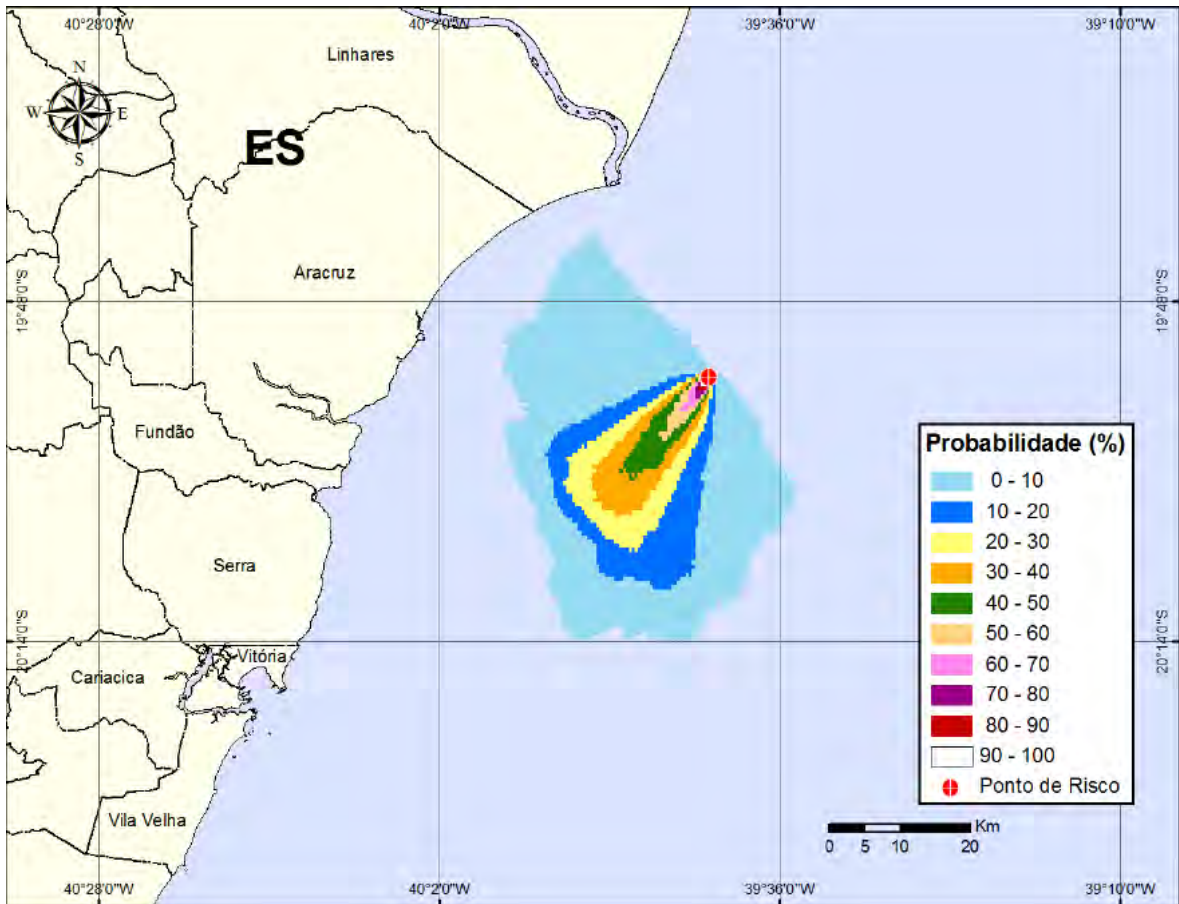 40°28'0"W
40°2'0"W
39°36'0"W
39°10'0"W
Linhares
N
W
E
S
ES
Aracruz
19°48'0"S
19°48'0"S
Fundão
Serra
Vitória
Cariacica
Vila Velha
20°14'0"S
20°14'0"S
Probabilidade (%)
0 - 10
10 - 20
20 - 30
30 - 40
40 - 50
50 - 60
60 - 70
70 - 80
80 - 90
90 - 100
Ponto de Risco
Km
0 5 10 20
40°28'0"W
40°2'0"W
39°36'0"W
39°10'0"W